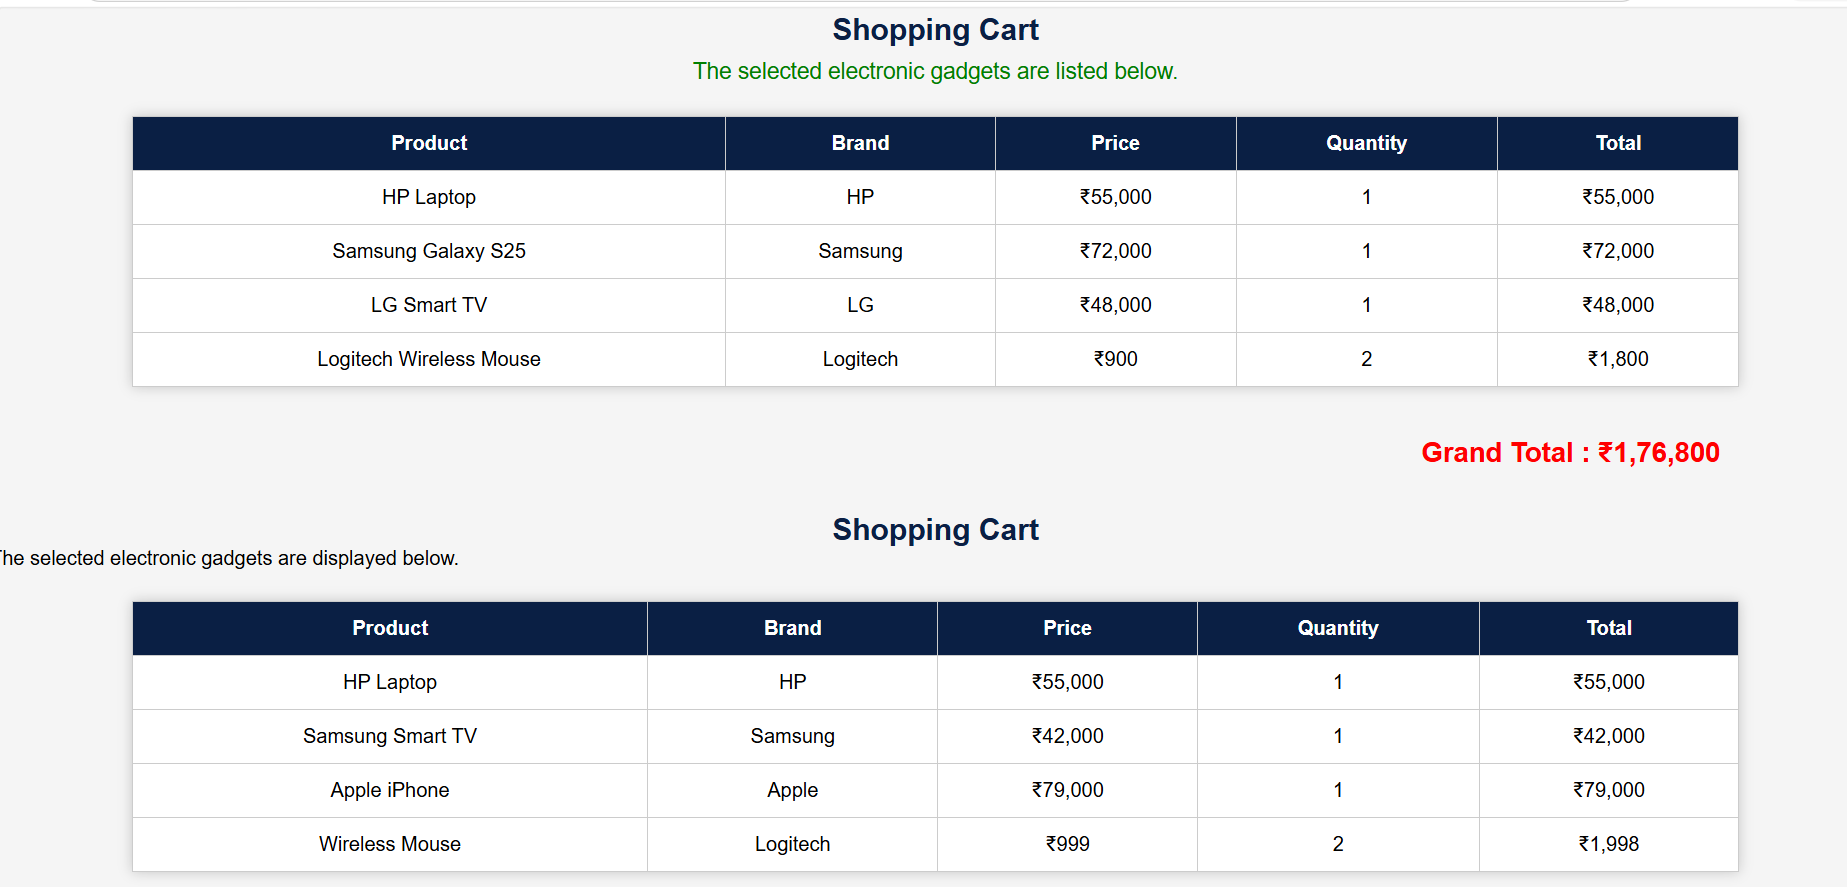 Shopping Cart
The selected electronic gadgets are listed below.
Product Brand Price Quantity Total
HP Laptop HP ₹55,000 1 ₹55,000
Samsung Galaxy S25 Samsung ₹72,000 1 ₹72,000
LG Smart TV LG ₹48,000 1 ₹48,000
Logitech Wireless Mouse Logitech ₹900 2 ₹1,800
Grand Total : ₹1,76,800
Shopping Cart
The selected electronic gadgets are displayed below.
Product Brand Price Quantity Total
HP Laptop HP ₹55,000 1 ₹55,000
Samsung Smart TV Samsung ₹42,000 1 ₹42,000
Apple iPhone Apple ₹79,000 1 ₹79,000
Wireless Mouse Logitech ₹999 2 ₹1,998